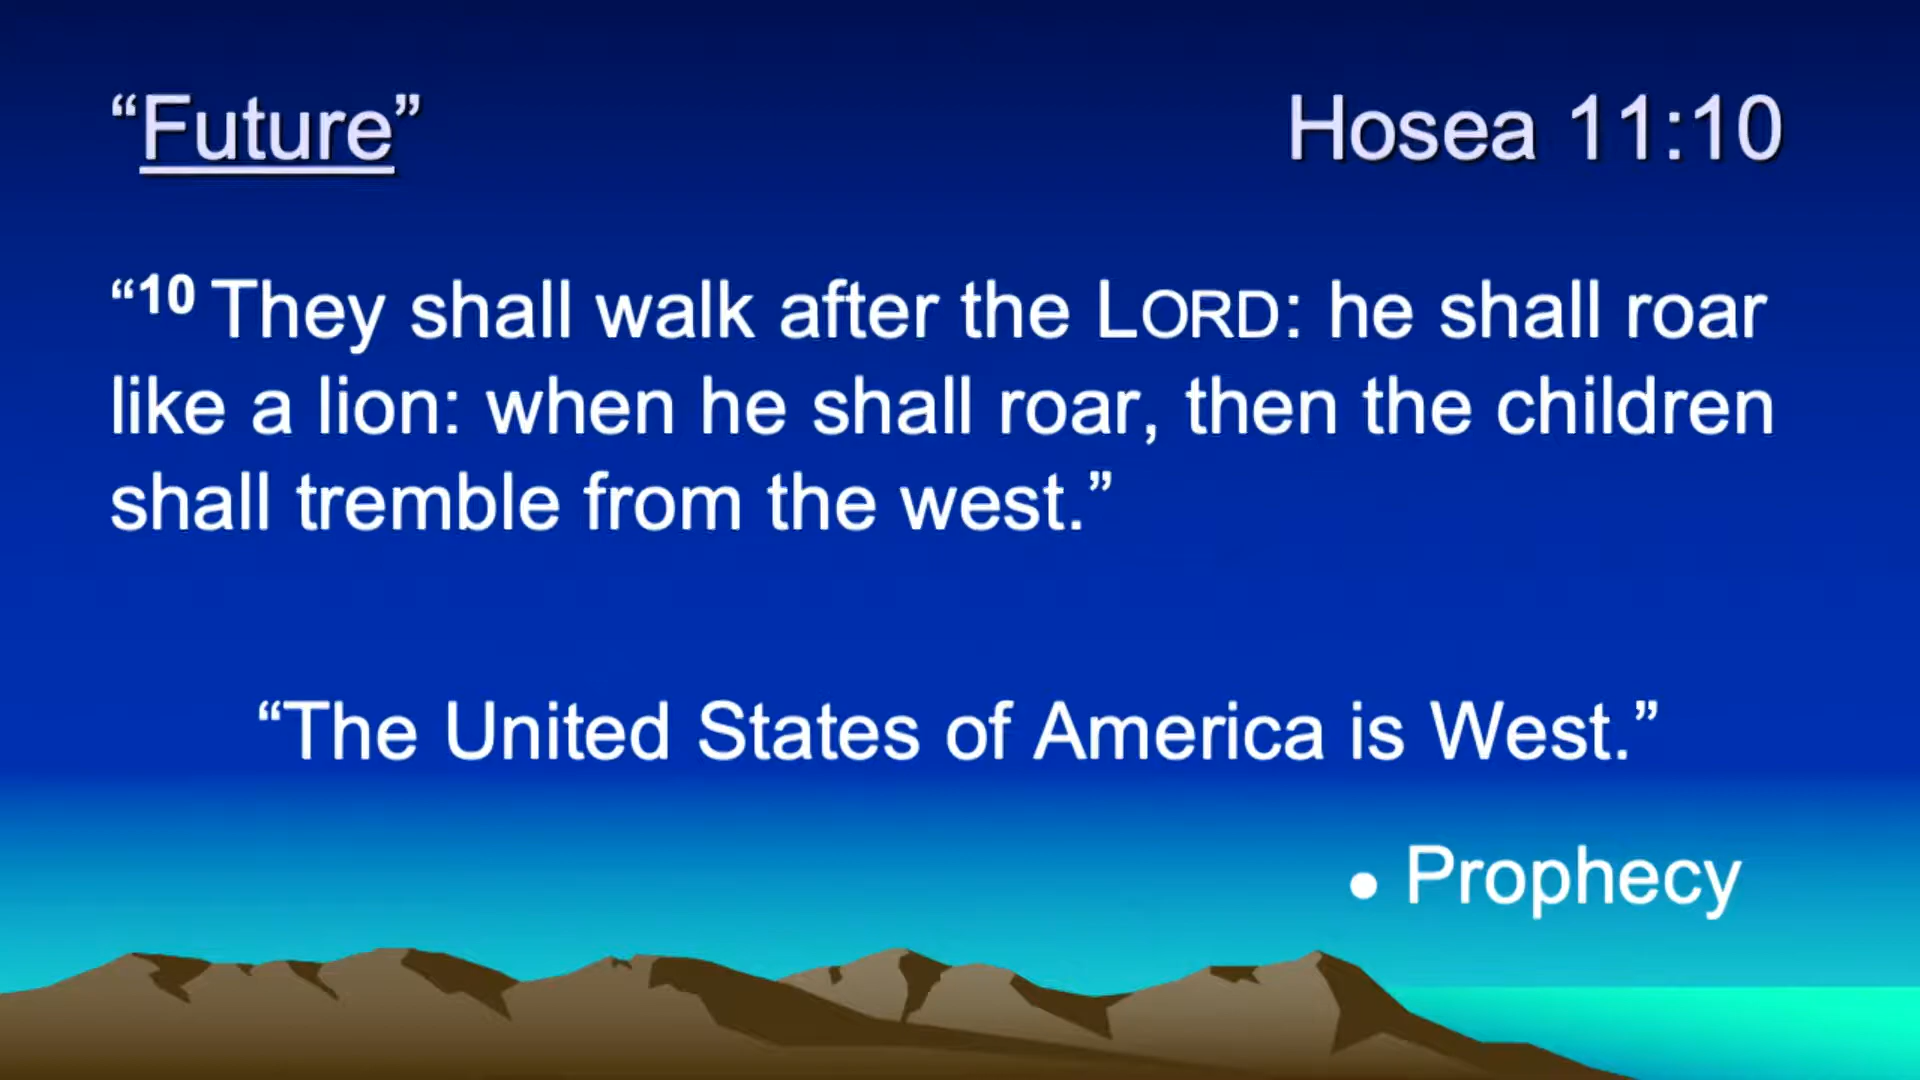 “Future” Hosea 11:10
“10 They shall walk after the LORD: he shall roar
like a lion: when he shall roar, then the children
shall tremble from the west.”
“The United States of America is West.”
• Prophecy